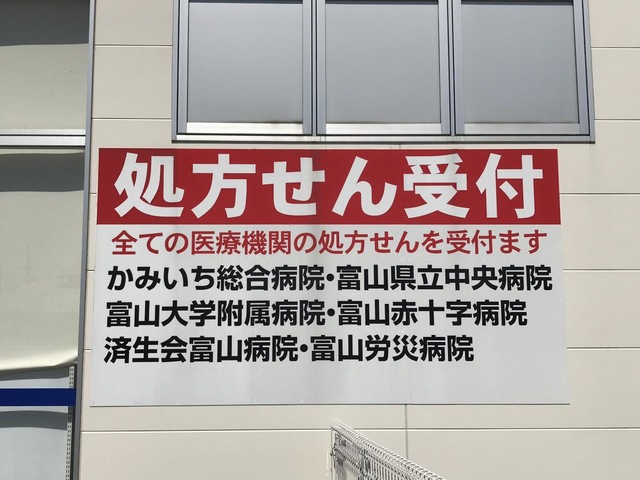 処方せん受付
全ての医療機関の処方せんを受付ます
かみいち総合病院・富山県立中央病院
富山大学附属病院・富山赤十字病院
済生会富山病院・富山労災病院